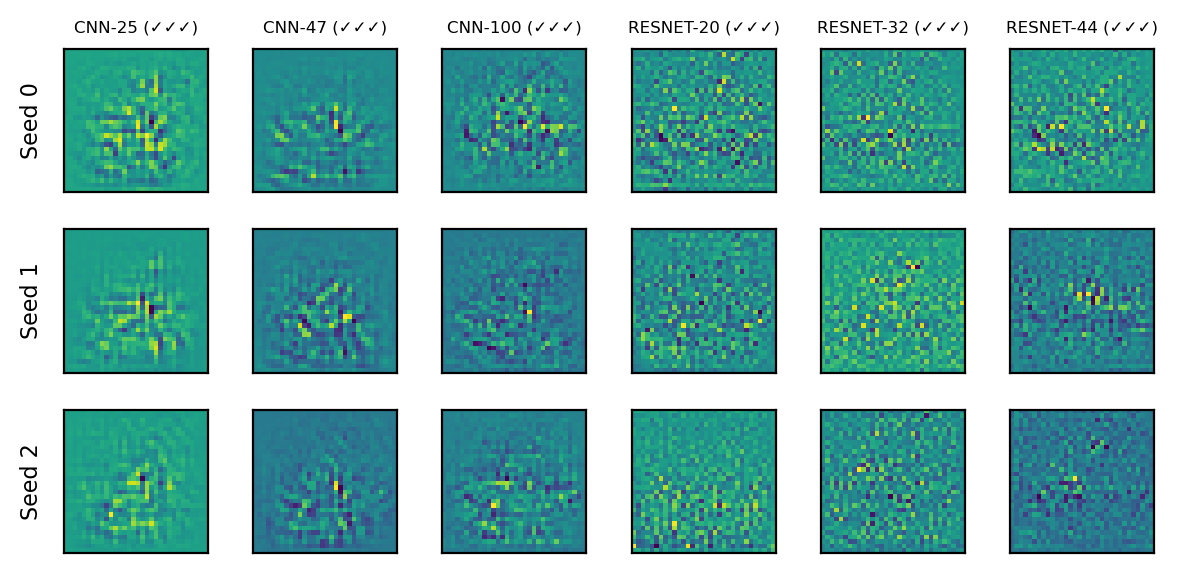 CNN-25 (✓✓✓) CNN-47 (✓✓✓) CNN-100 (✓✓✓) RESNET-20 (✓✓✓) RESNET-32 (✓✓✓) RESNET-44 (✓✓✓)
Seed 0
Seed 1
Seed 2